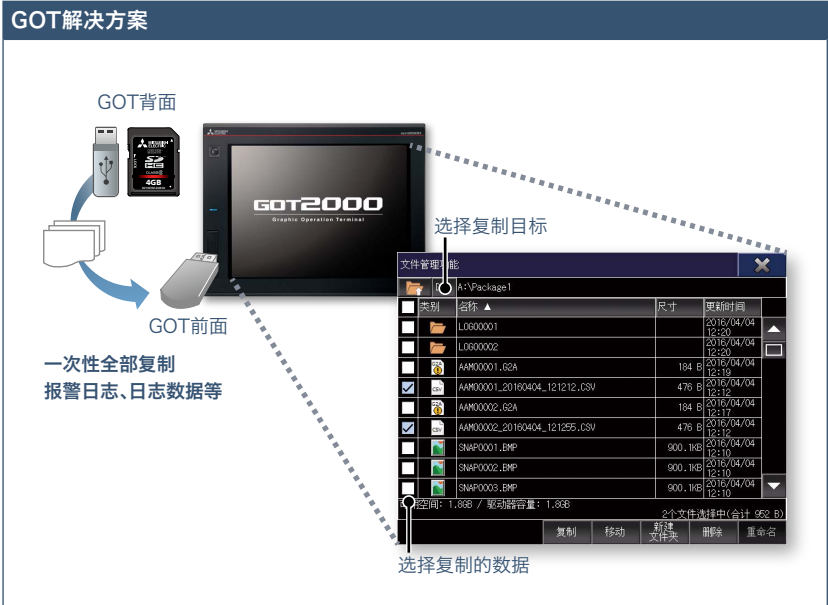 GOT解决方案
GOT背面
4GB
GOT2000
Graphic Operation Terminal
选择复制目标
GOT前面
一次性全部复制
报警日志、日志数据等
文件管理功能
A:\Package1
类别 名称 ▲ 尺寸 更新时间
LOG00001 2016/04/04 12:20
LOG00002 2016/04/04 12:20
AAM00001.G2A 184 B 2016/04/04 12:19
AAM00001_20160404_121212.CSV 476 B 2016/04/04 12:12
AAM00002.G2A 184 B 2016/04/04 12:17
AAM00002_20160404_121255.CSV 476 B 2016/04/04 12:12
SNAP0001.BMP 900.1KB 2016/04/04 12:10
SNAP0002.BMP 900.1KB 2016/04/04 12:10
SNAP0003.BMP 900.1KB 2016/04/04 12:10
空间: 1.8GB / 驱动器容量: 1.8GB
2个文件选择中(合计 952 B)
复制 移动 新建文件夹 删除 重命名
选择复制的数据